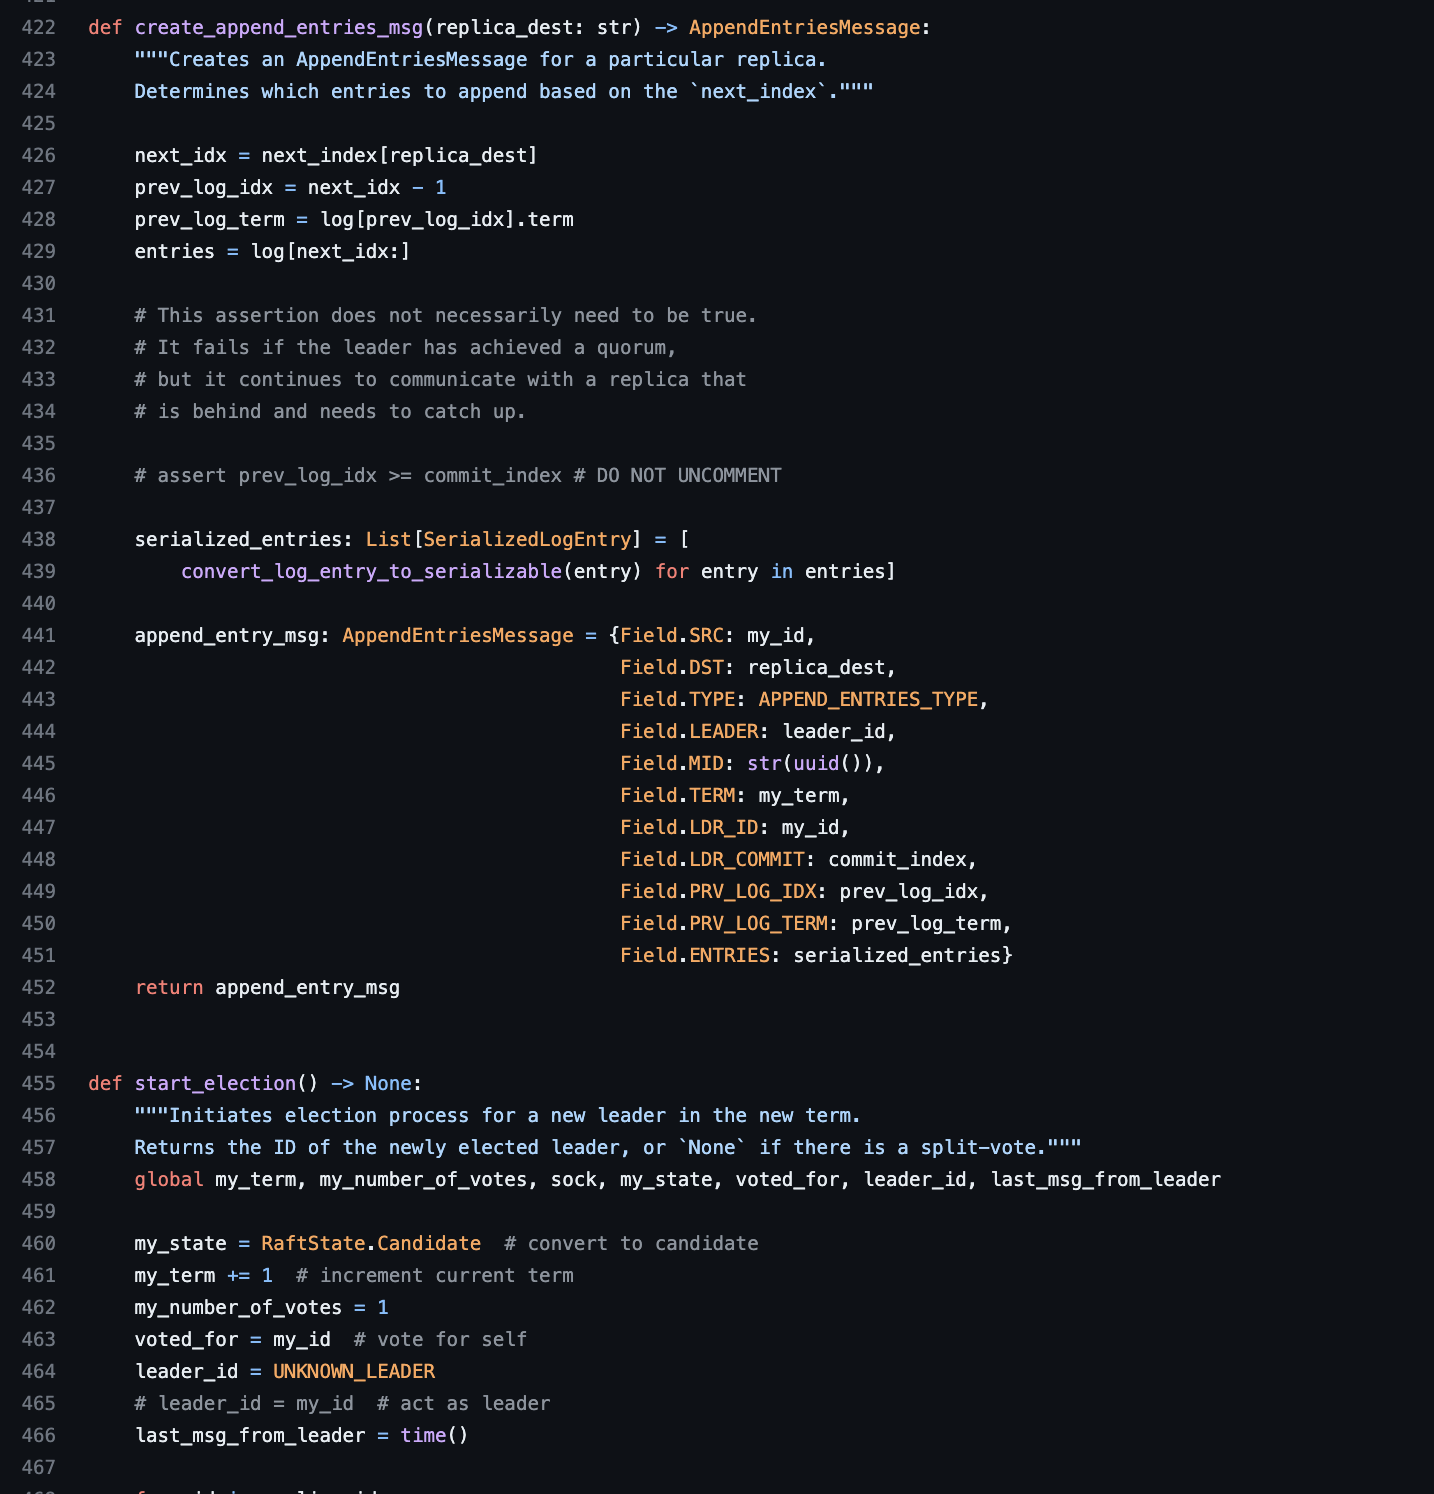 422 def create_append_entries_msg(replica_dest: str) -> AppendEntriesMessage:
423     """Creates an AppendEntriesMessage for a particular replica.
424     Determines which entries to append based on the `next_index`."""
425
426     next_idx = next_index[replica_dest]
427     prev_log_idx = next_idx - 1
428     prev_log_term = log[prev_log_idx].term
429     entries = log[next_idx:]
430
431     # This assertion does not necessarily need to be true.
432     # It fails if the leader has achieved a quorum,
433     # but it continues to communicate with a replica that
434     # is behind and needs to catch up.
435
436     # assert prev_log_idx >= commit_index # DO NOT UNCOMMENT
437
438     serialized_entries: List[SerializedLogEntry] = [
439         convert_log_entry_to_serializable(entry) for entry in entries]
440
441     append_entry_msg: AppendEntriesMessage = {Field.SRC: my_id,
442                                               Field.DST: replica_dest,
443                                               Field.TYPE: APPEND_ENTRIES_TYPE,
444                                               Field.LEADER: leader_id,
445                                               Field.MID: str(uuid()),
446                                               Field.TERM: my_term,
447                                               Field.LDR_ID: my_id,
448                                               Field.LDR_COMMIT: commit_index,
449                                               Field.PRV_LOG_IDX: prev_log_idx,
450                                               Field.PRV_LOG_TERM: prev_log_term,
451                                               Field.ENTRIES: serialized_entries}
452     return append_entry_msg
453
454
455 def start_election() -> None:
456     """Initiates election process for a new leader in the new term.
457     Returns the ID of the newly elected leader, or `None` if there is a split-vote."""
458     global my_term, my_number_of_votes, sock, my_state, voted_for, leader_id, last_msg_from_leader
459
460     my_state = RaftState.Candidate  # convert to candidate
461     my_term += 1  # increment current term
462     my_number_of_votes = 1
463     voted_for = my_id  # vote for self
464     leader_id = UNKNOWN_LEADER
465     # leader_id = my_id  # act as leader
466     last_msg_from_leader = time()
467